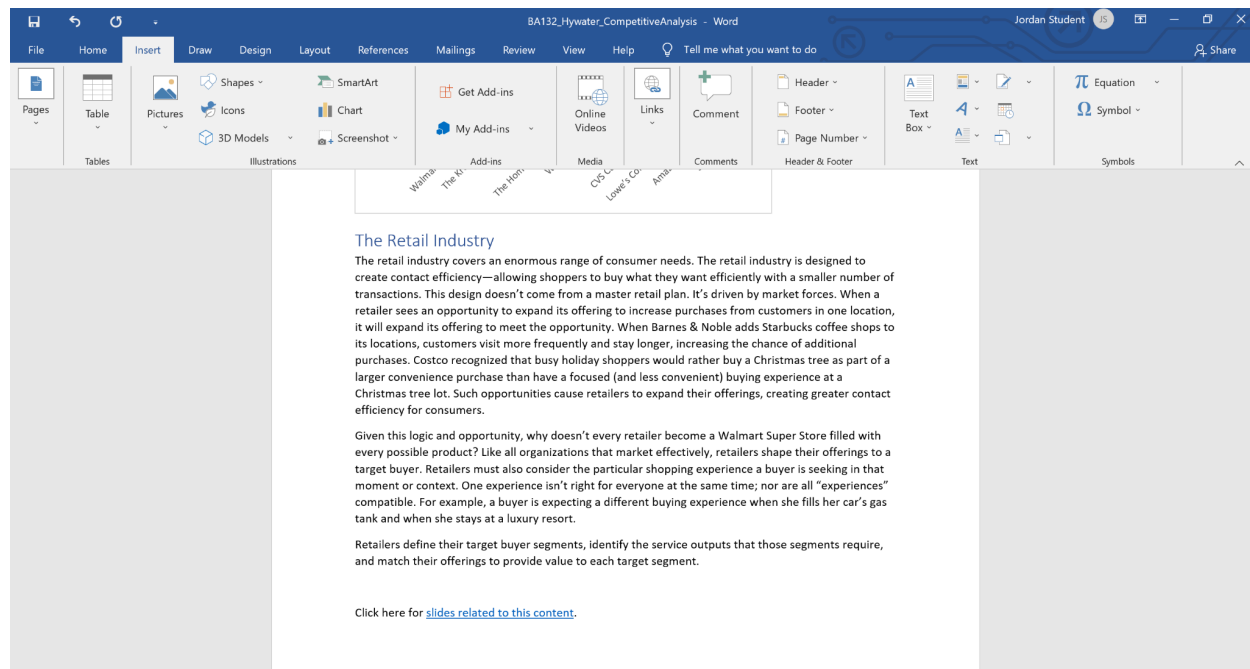 BA132_Hywater_CompetitiveAnalysis - Word
Jordan Student JS
File Home Insert Draw Design Layout References Mailings Review View Help Tell me what you want to do Share
Pages
Table
Tables
Pictures
Shapes
Icons
3D Models
SmartArt
Chart
Screenshot
Illustrations
Get Add-ins
My Add-ins
Add-ins
Online
Videos
Media
Links
Comment
Comments
Header
Footer
Page Number
Header & Footer
Text
Box
Text
Equation
Symbol
Symbols
The Retail Industry
The retail industry covers an enormous range of consumer needs. The retail industry is designed to
create contact efficiency—allowing shoppers to buy what they want efficiently with a smaller number of
transactions. This design doesn't come from a master retail plan. It's driven by market forces. When a
retailer sees an opportunity to expand its offering to increase purchases from customers in one location,
it will expand its offering to meet the opportunity. When Barnes & Noble adds Starbucks coffee shops to
its locations, customers visit more frequently and stay longer, increasing the chance of additional
purchases. Costco recognized that busy holiday shoppers would rather buy a Christmas tree as part of a
larger convenience purchase than have a focused (and less convenient) buying experience at a
Christmas tree lot. Such opportunities cause retailers to expand their offerings, creating greater contact
efficiency for consumers.
Given this logic and opportunity, why doesn't every retailer become a Walmart Super Store filled with
every possible product? Like all organizations that market effectively, retailers shape their offerings to a
target buyer. Retailers must also consider the particular shopping experience a buyer is seeking in that
moment or context. One experience isn't right for everyone at the same time; nor are all “experiences”
compatible. For example, a buyer is expecting a different buying experience when she fills her car's gas
tank and when she stays at a luxury resort.
Retailers define their target buyer segments, identify the service outputs that those segments require,
and match their offerings to provide value to each target segment.
Click here for slides related to this content.